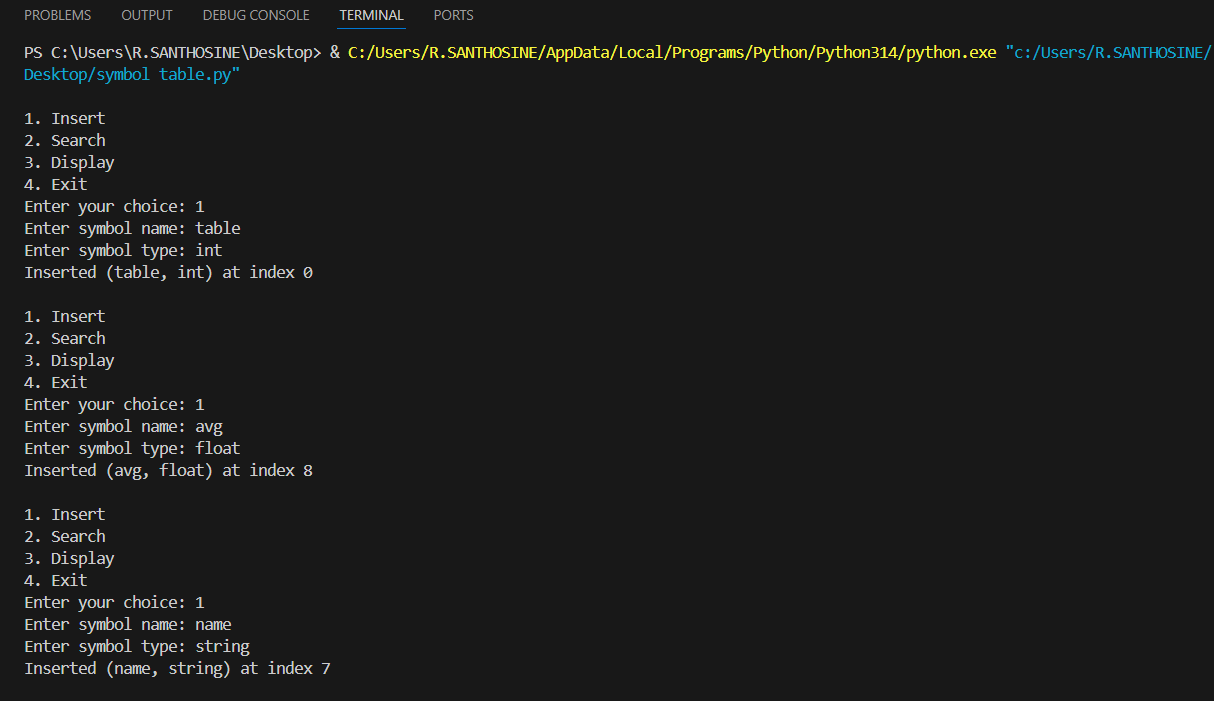 PROBLEMS OUTPUT DEBUG CONSOLE TERMINAL PORTS
PS C:\Users\R.SANTHOSINE\Desktop> & C:/Users/R.SANTHOSINE/AppData/Local/Programs/Python/Python314/python.exe "c:/Users/R.SANTHOSINE/
Desktop/symbol table.py"
1. Insert
2. Search
3. Display
4. Exit
Enter your choice: 1
Enter symbol name: table
Enter symbol type: int
Inserted (table, int) at index 0
1. Insert
2. Search
3. Display
4. Exit
Enter your choice: 1
Enter symbol name: avg
Enter symbol type: float
Inserted (avg, float) at index 8
1. Insert
2. Search
3. Display
4. Exit
Enter your choice: 1
Enter symbol name: name
Enter symbol type: string
Inserted (name, string) at index 7